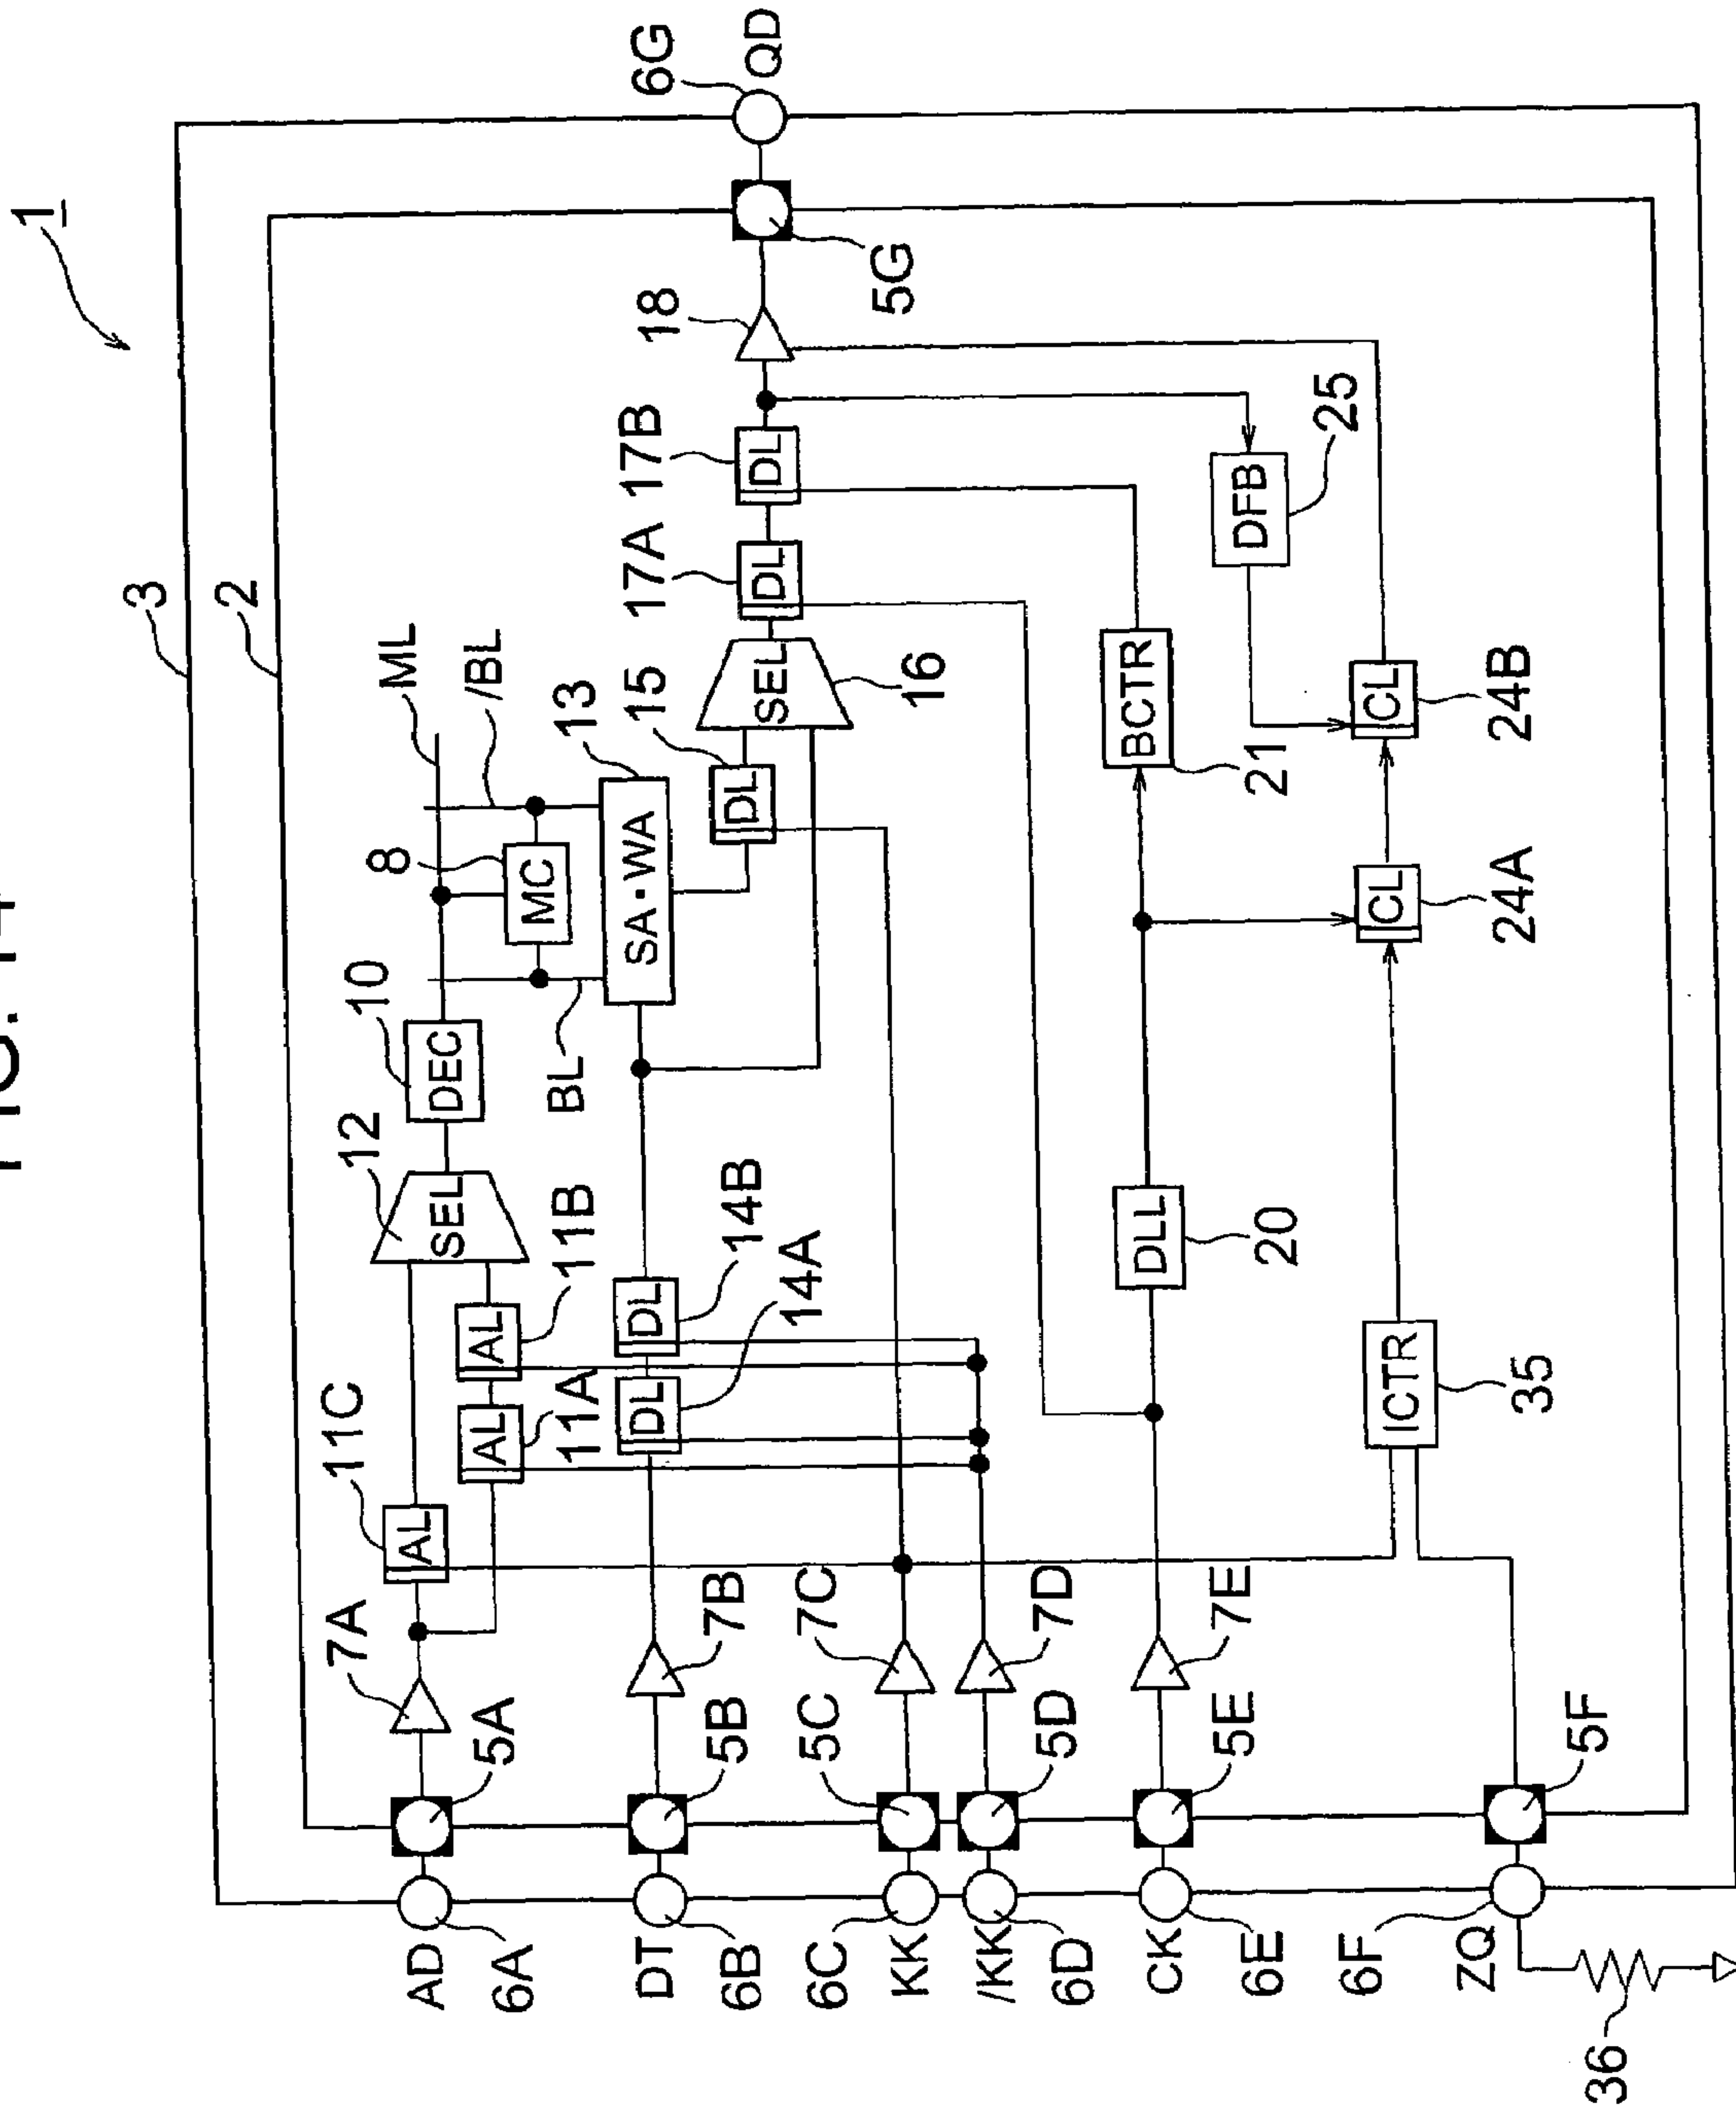 FIG. 14
1
3
2
ML
/BL
8
MC
13
SA·WA
10
DEC
BL
12
SEL
11B
AL
11A
AL
11C
AL
7A
5A
AD
6A
15
DL
SEL
16
17A
DL
17B
DL
18
5G
6G
QD
14B
DL
14A
DL
7B
5B
DT
6B
7C
5C
6C
KK
7D
5D
/KK
6D
7E
5E
CK
6E
DLL
20
BCTR
21
DFB
25
CL
24B
CL
24A
ICTR
35
5F
6F
ZQ
36